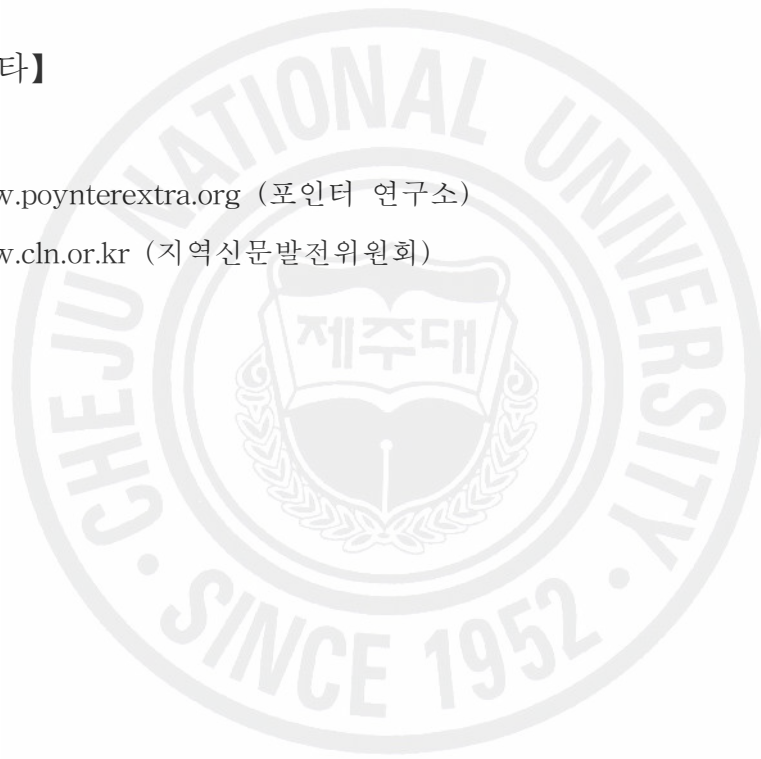 타】
w.poynterextra.org (포인터 연구소)
w.cln.or.kr (지역신문발전위원회)
CHEJU NATIONAL UNIVERSITY
제주대
· SINCE 1952 ·